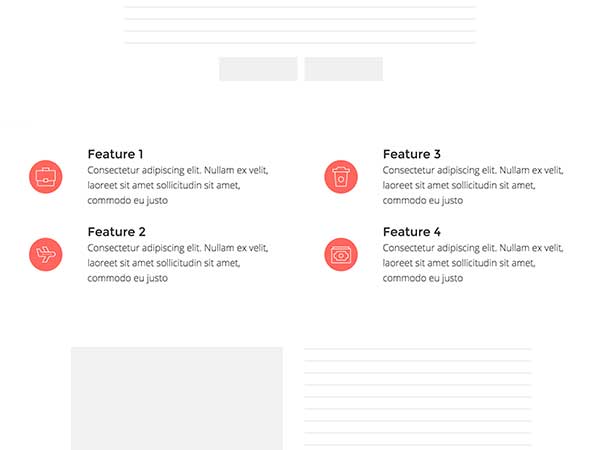 Feature 1
Consectetur adipiscing elit. Nullam ex velit,
laoreet sit amet sollicitudin sit amet,
commodo eu justo
Feature 2
Consectetur adipiscing elit. Nullam ex velit,
laoreet sit amet sollicitudin sit amet,
commodo eu justo
Feature 3
Consectetur adipiscing elit. Nullam ex velit,
laoreet sit amet sollicitudin sit amet,
commodo eu justo
Feature 4
Consectetur adipiscing elit. Nullam ex velit,
laoreet sit amet sollicitudin sit amet,
commodo eu justo